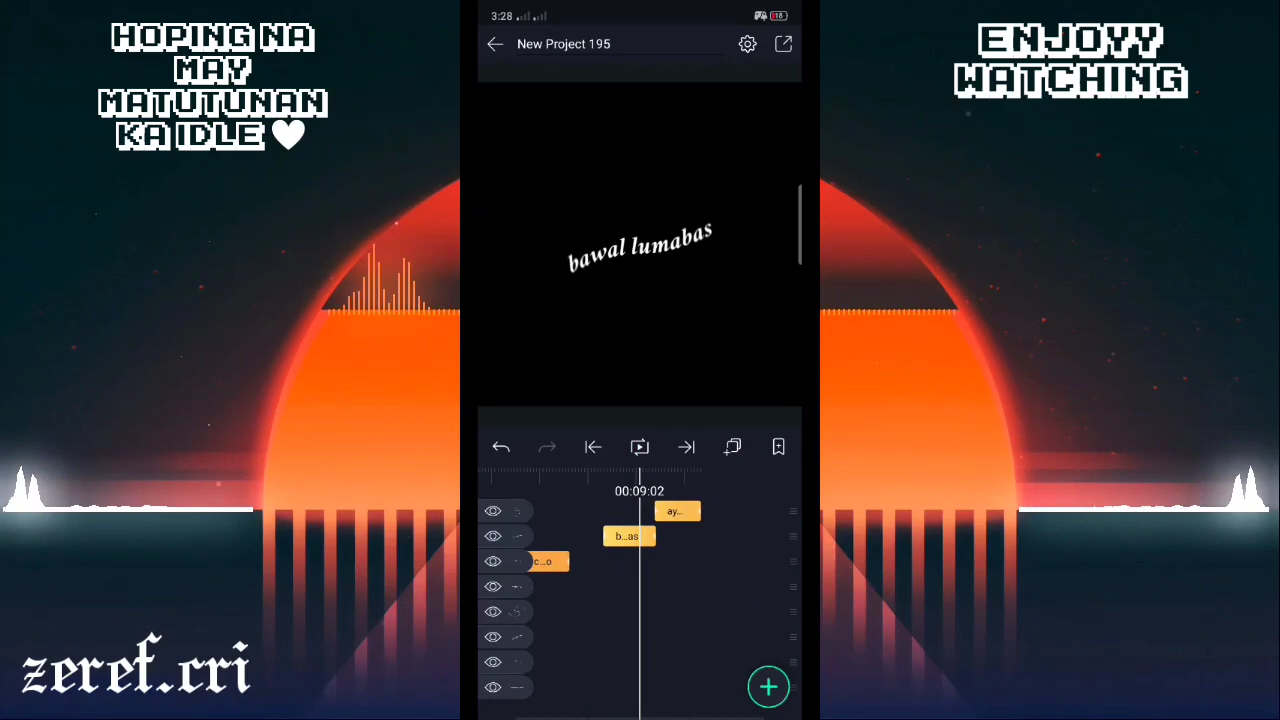 HOPING NA
MAY
MATUTUNAN
KA IDLE
ENJOYY
WATCHING
3:28
18
New Project 195
bawal lumabas
00:09:02
ay...
b...as
c...o
zeref.cri